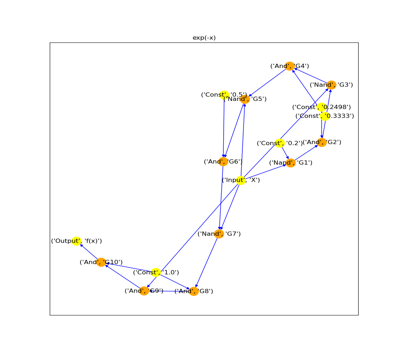 exp(-x)
('And', 'G4')
('Nand', 'G3')
('Const', '0.5')
('Nand', 'G5')
('Const', '0.2498')
('Const', '0.3333')
('Const', '0.2')
('And', 'G2')
('And', 'G6')
('Nand', 'G1')
('Input', 'X')
('Nand', 'G7')
('Output', 'f(x)')
('And', 'G10')
('Const', '1.0')
('And', 'G9')
('And', 'G8')